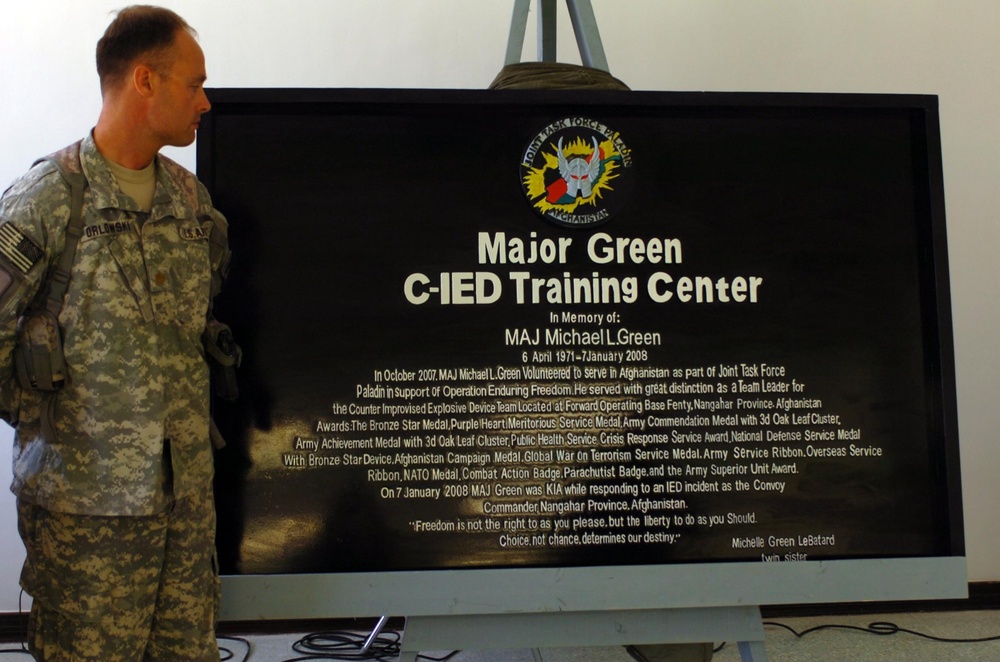 JOINT TASK FORCE PALADIN
AFGHANISTAN
ORLOWSKI
Major Green
C-IED Training Center
In Memory of:
MAJ Michael L.Green
6 April 1971-7January 2008
In October 2007. MAJ Michael L.Green Volunteered to serve in Afghanistan as part of Joint Task Force
Paladin in support of Operation Enduring Freedom. He served with great distinction as a Team Leader for
the Counter Improvised Explosive Device Team Located at Forward Operating Base Fenty, Nangahar Province. Afghanistan
Awards: The Bronze Star Medal, Purple Heart, Meritorious Service Medal, Army Commendation Medal with 3d Oak Leaf Cluster,
Army Achievement Medal with 3d Oak Leaf Cluster, Public Health Service Crisis Response Service Award, National Defense Service Medal
With Bronze Star Device, Afghanistan Campaign Medal, Global War on Terrorism Service Medal, Army Service Ribbon, Overseas Service
Ribbon, NATO Medal, Combat Action Badge, Parachutist Badge, and the Army Superior Unit Award.
On 7 January 2008 MAJ Green was KIA while responding to an IED incident as the Convoy
Commander, Nangahar Province, Afghanistan.
"Freedom is not the right to as you please, but the liberty to do as you Should.
Choice, not chance, determines our destiny."
Michelle Green LeBatard
twin sister